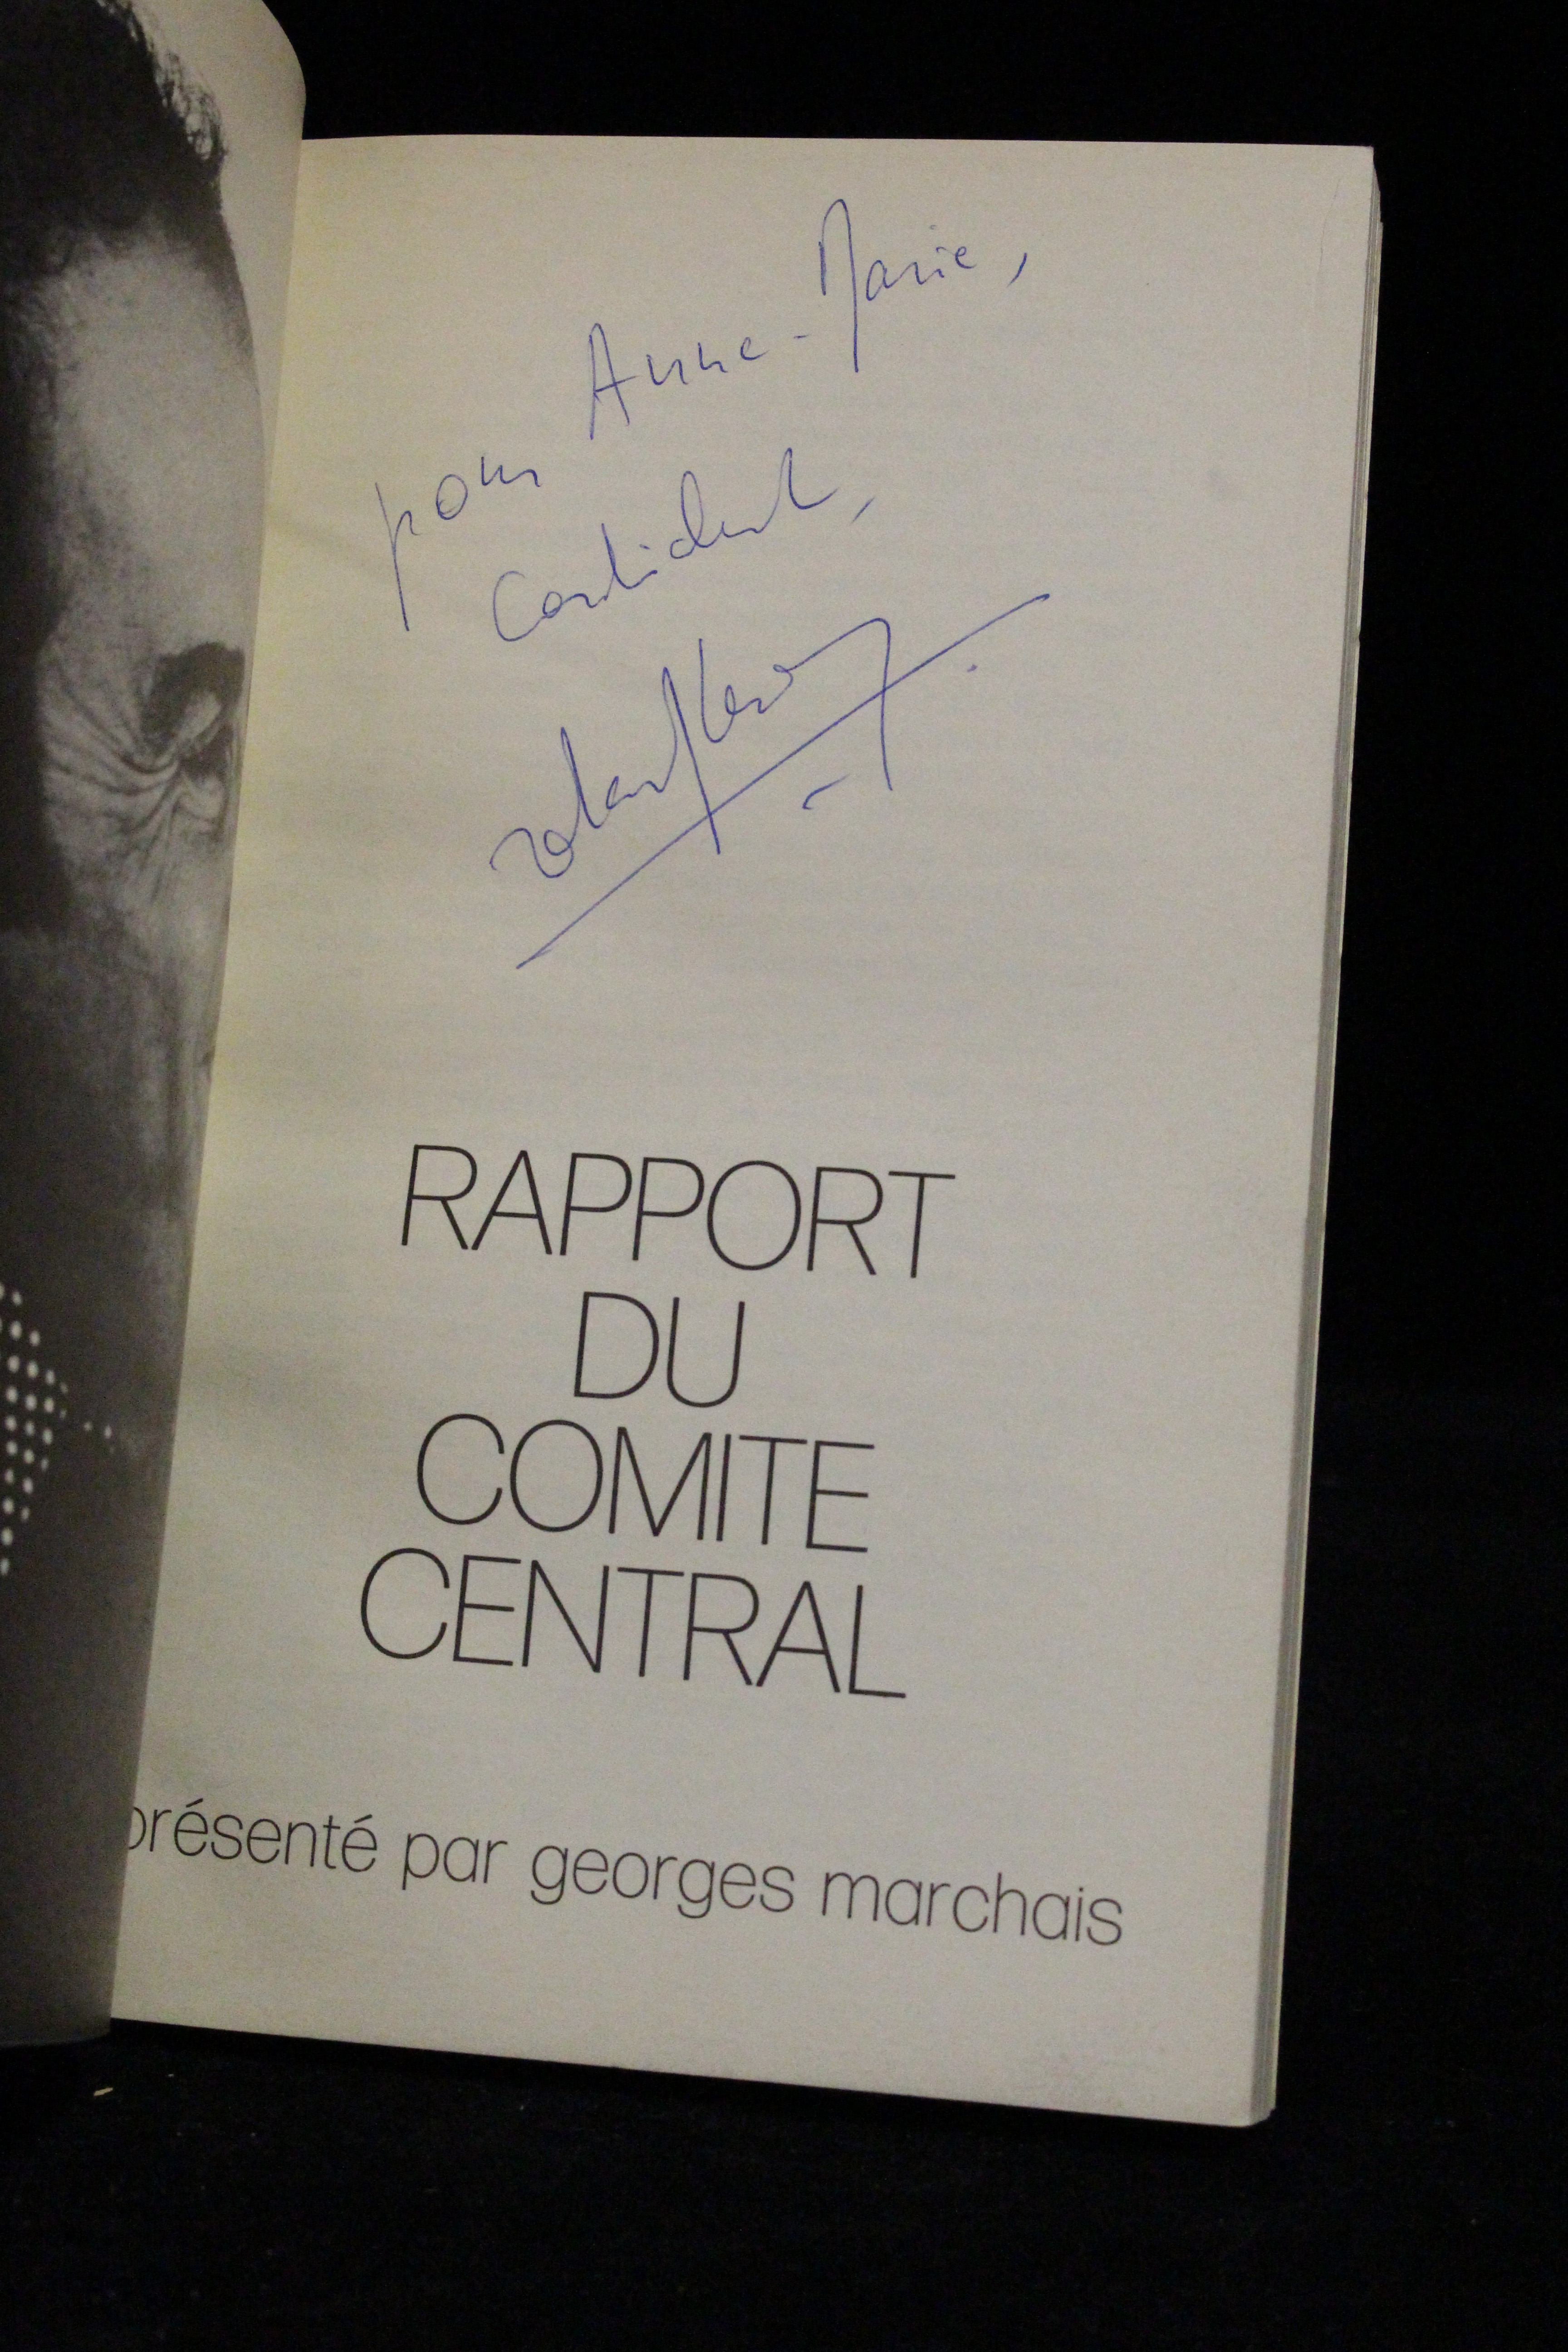 pour Anne-Marie,
Cordialement,
RAPPORT
DU
COMITE
CENTRAL
présenté par georges marchais